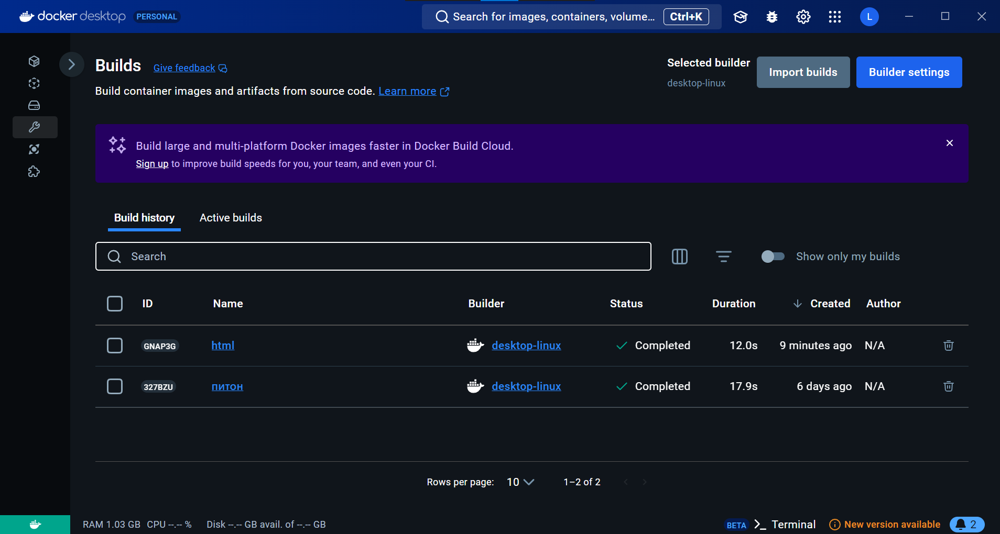 docker desktop PERSONAL
Search for images, containers, volume... Ctrl+K
L
Builds Give feedback
Build container images and artifacts from source code. Learn more
Selected builder
desktop-linux
Import builds
Builder settings
Build large and multi-platform Docker images faster in Docker Build Cloud.
Sign up to improve build speeds for you, your team, and even your CI.
Build history Active builds
Search
Show only my builds
ID Name Builder Status Duration Created Author
GNAP3G html desktop-linux Completed 12.0s 9 minutes ago N/A
327BZU питон desktop-linux Completed 17.9s 6 days ago N/A
Rows per page: 10 1–2 of 2
RAM 1.03 GB CPU --.-- % Disk --.-- GB avail. of --.-- GB
BETA >_ Terminal New version available 2